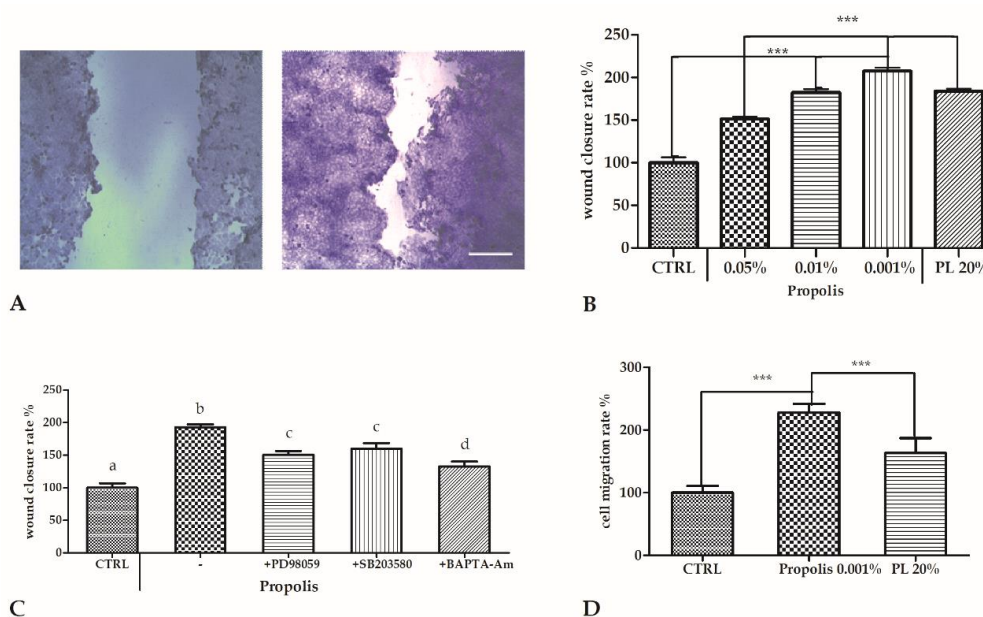 A
B
wound closure rate %
250
200
150
100
50
0
***
***
CTRL 0.05% 0.01% 0.001% PL 20%
Propolis
C
wound closure rate %
250
200
150
100
50
0
a
b
c
c
d
CTRL - +PD98059 +SB203580 +BAPTA-Am
Propolis
D
cell migration rate %
300
200
100
0
***
***
CTRL Propolis 0.001% PL 20%